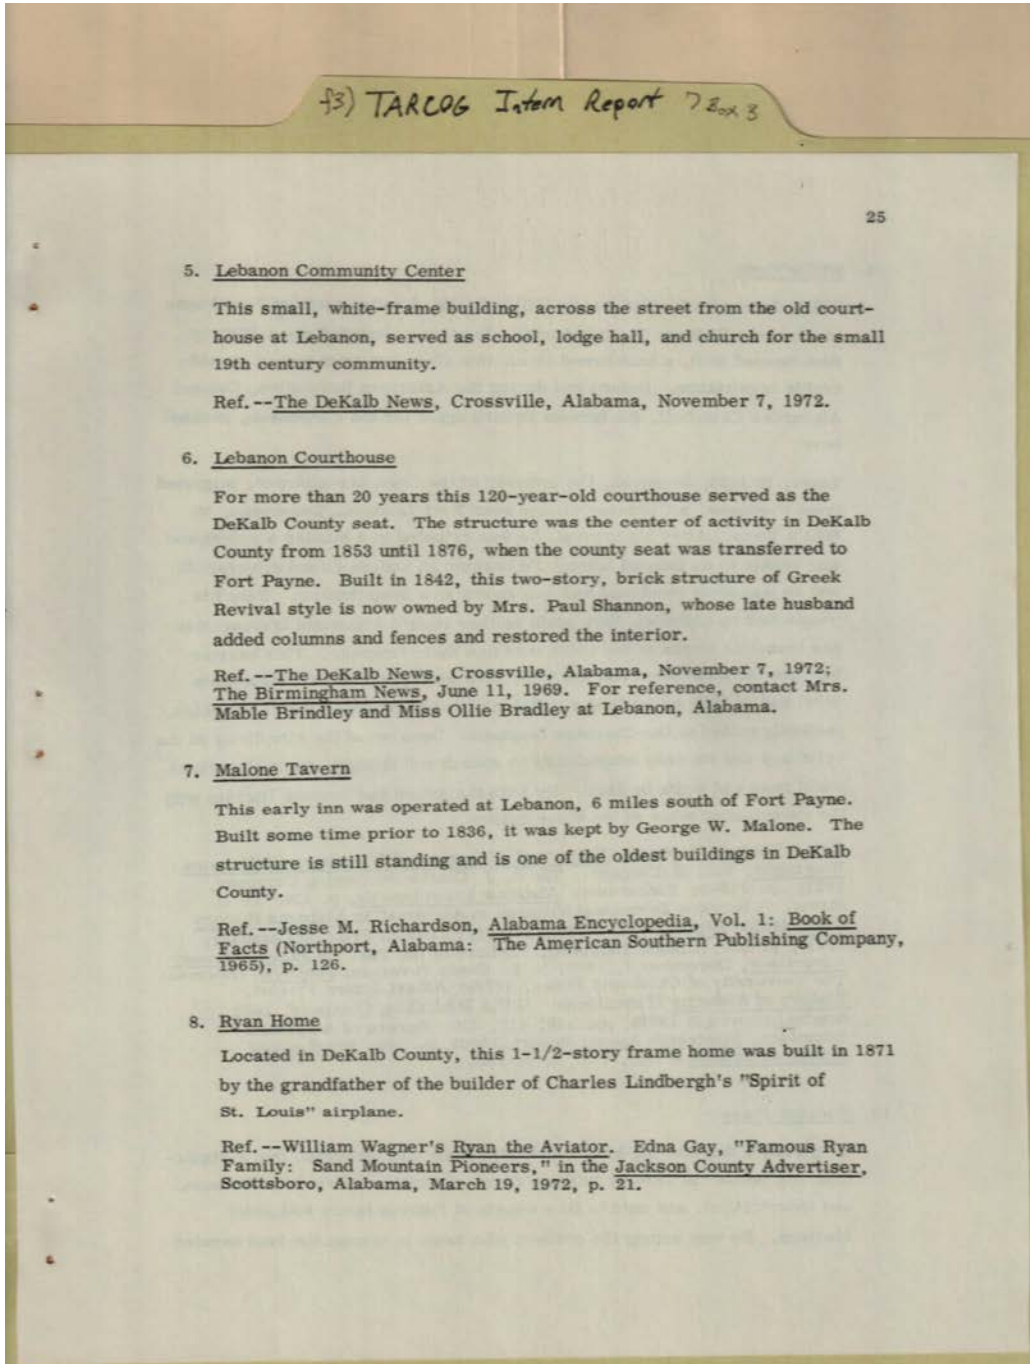 f3) TARCOG Intern Report > Box 3
25
5. Lebanon Community Center
This small, white-frame building, across the street from the old court-
house at Lebanon, served as school, lodge hall, and church for the small
19th century community.
Ref.--The DeKalb News, Crossville, Alabama, November 7, 1972.
6. Lebanon Courthouse
For more than 20 years this 120-year-old courthouse served as the
DeKalb County seat. The structure was the center of activity in DeKalb
County from 1853 until 1876, when the county seat was transferred to
Fort Payne. Built in 1842, this two-story, brick structure of Greek
Revival style is now owned by Mrs. Paul Shannon, whose late husband
added columns and fences and restored the interior.
Ref.--The DeKalb News, Crossville, Alabama, November 7, 1972;
The Birmingham News, June 11, 1969. For reference, contact Mrs.
Mable Brindley and Miss Ollie Bradley at Lebanon, Alabama.
7. Malone Tavern
This early inn was operated at Lebanon, 6 miles south of Fort Payne.
Built some time prior to 1836, it was kept by George W. Malone. The
structure is still standing and is one of the oldest buildings in DeKalb
County.
Ref.--Jesse M. Richardson, Alabama Encyclopedia, Vol. 1: Book of
Facts (Northport, Alabama: The American Southern Publishing Company,
1965), p. 126.
8. Ryan Home
Located in DeKalb County, this 1-1/2-story frame home was built in 1871
by the grandfather of the builder of Charles Lindbergh's "Spirit of
St. Louis" airplane.
Ref.--William Wagner's Ryan the Aviator. Edna Gay, "Famous Ryan
Family: Sand Mountain Pioneers," in the Jackson County Advertiser,
Scottsboro, Alabama, March 19, 1972, p. 21.